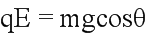 qE = mgcosθ